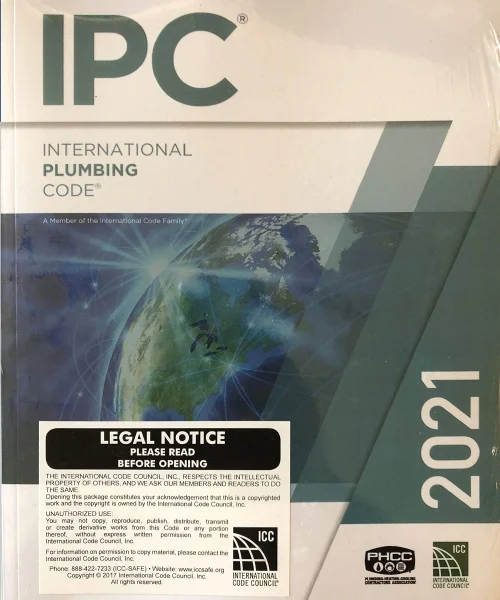 IPC®
INTERNATIONAL
PLUMBING
CODE®
A Member of the International Code Family®
2021
LEGAL NOTICE
PLEASE READ
BEFORE OPENING
THE INTERNATIONAL CODE COUNCIL, INC., RESPECTS THE INTELLECTUAL
PROPERTY OF OTHERS, AND WE ASK OUR MEMBERS AND READERS TO DO
THE SAME.
Opening this package constitutes your acknowledgement that this is a copyrighted
work and the copyright is owned by the International Code Council, Inc.
UNAUTHORIZED USE:
You may not copy, reproduce, publish, distribute, transmit
or create derivative works from this Code or any portion
thereof, without express written permission from the
International Code Council, Inc.
For information on permission to copy material, please contact the
International Code Council, Inc.
Phone: 888-422-7233 (ICC-SAFE) • Website: www.iccsafe.org
Copyright © 2017 International Code Council, Inc.
All rights reserved.
ICC
INTERNATIONAL
CODE COUNCIL®
PHCC
PLUMBING-HEATING-COOLING
CONTRACTORS ASSOCIATION
ICC
INTERNATIONAL
CODE COUNCIL®